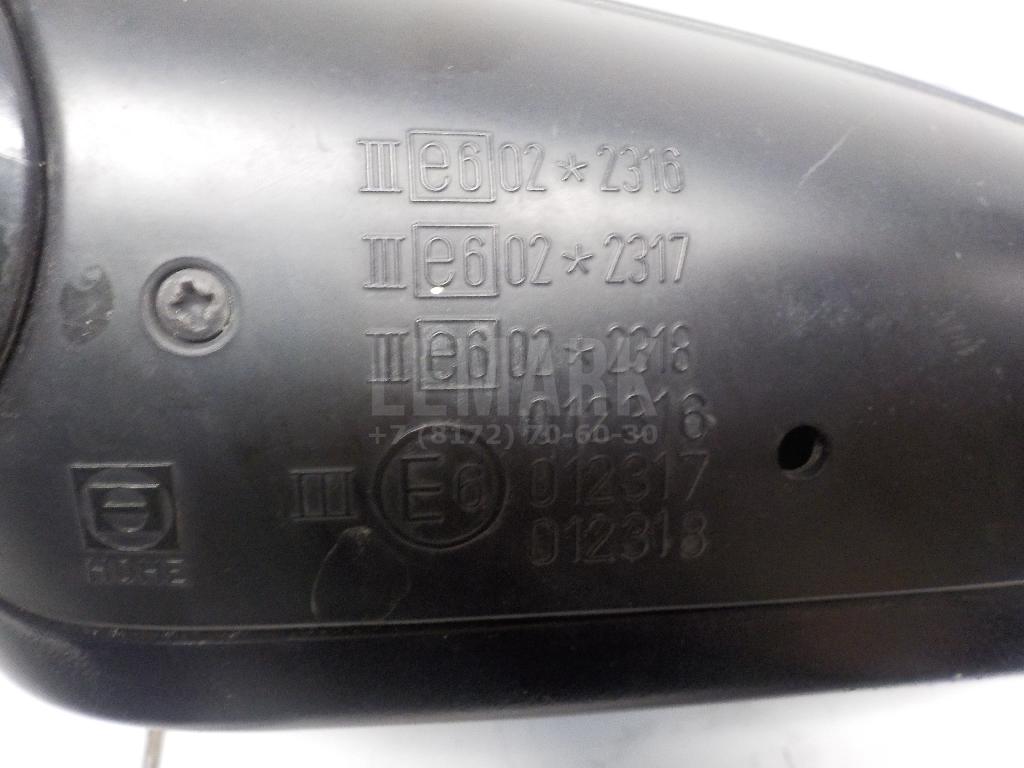 III e6 02*2316
III e6 02*2317
III e6 02*2318
LEMARK
+7 (8172) 70-60-30
012316
III E6 012317
012318
HOHE